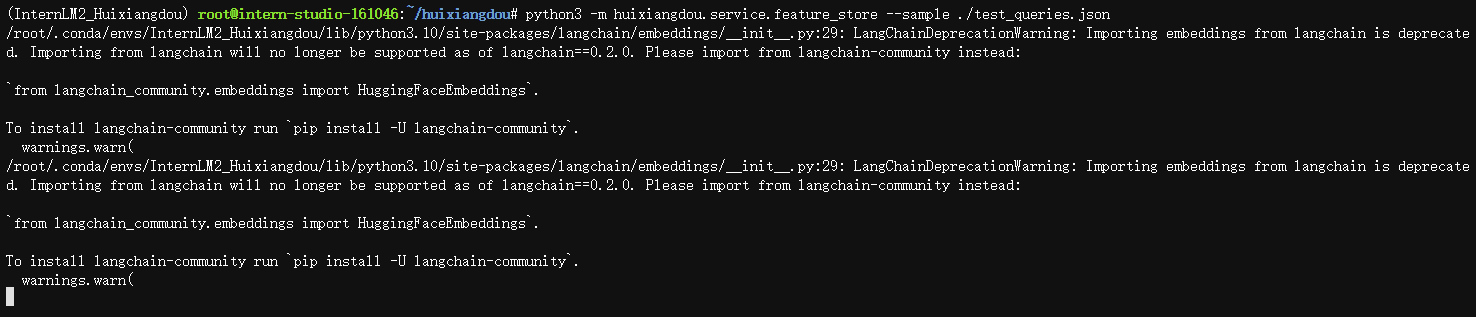 (InternLM2_Huixiangdou) root@intern-studio-161046:~/huixiangdou# python3 -m huixiangdou.service.feature_store --sample ./test_queries.json
/root/.conda/envs/InternLM2_Huixiangdou/lib/python3.10/site-packages/langchain/embeddings/__init__.py:29: LangChainDeprecationWarning: Importing embeddings from langchain is deprecate
d. Importing from langchain will no longer be supported as of langchain==0.2.0. Please import from langchain-community instead:
`from langchain_community.embeddings import HuggingFaceEmbeddings`.
To install langchain-community run `pip install -U langchain-community`.
  warnings.warn(
/root/.conda/envs/InternLM2_Huixiangdou/lib/python3.10/site-packages/langchain/embeddings/__init__.py:29: LangChainDeprecationWarning: Importing embeddings from langchain is deprecate
d. Importing from langchain will no longer be supported as of langchain==0.2.0. Please import from langchain-community instead:
`from langchain_community.embeddings import HuggingFaceEmbeddings`.
To install langchain-community run `pip install -U langchain-community`.
  warnings.warn(